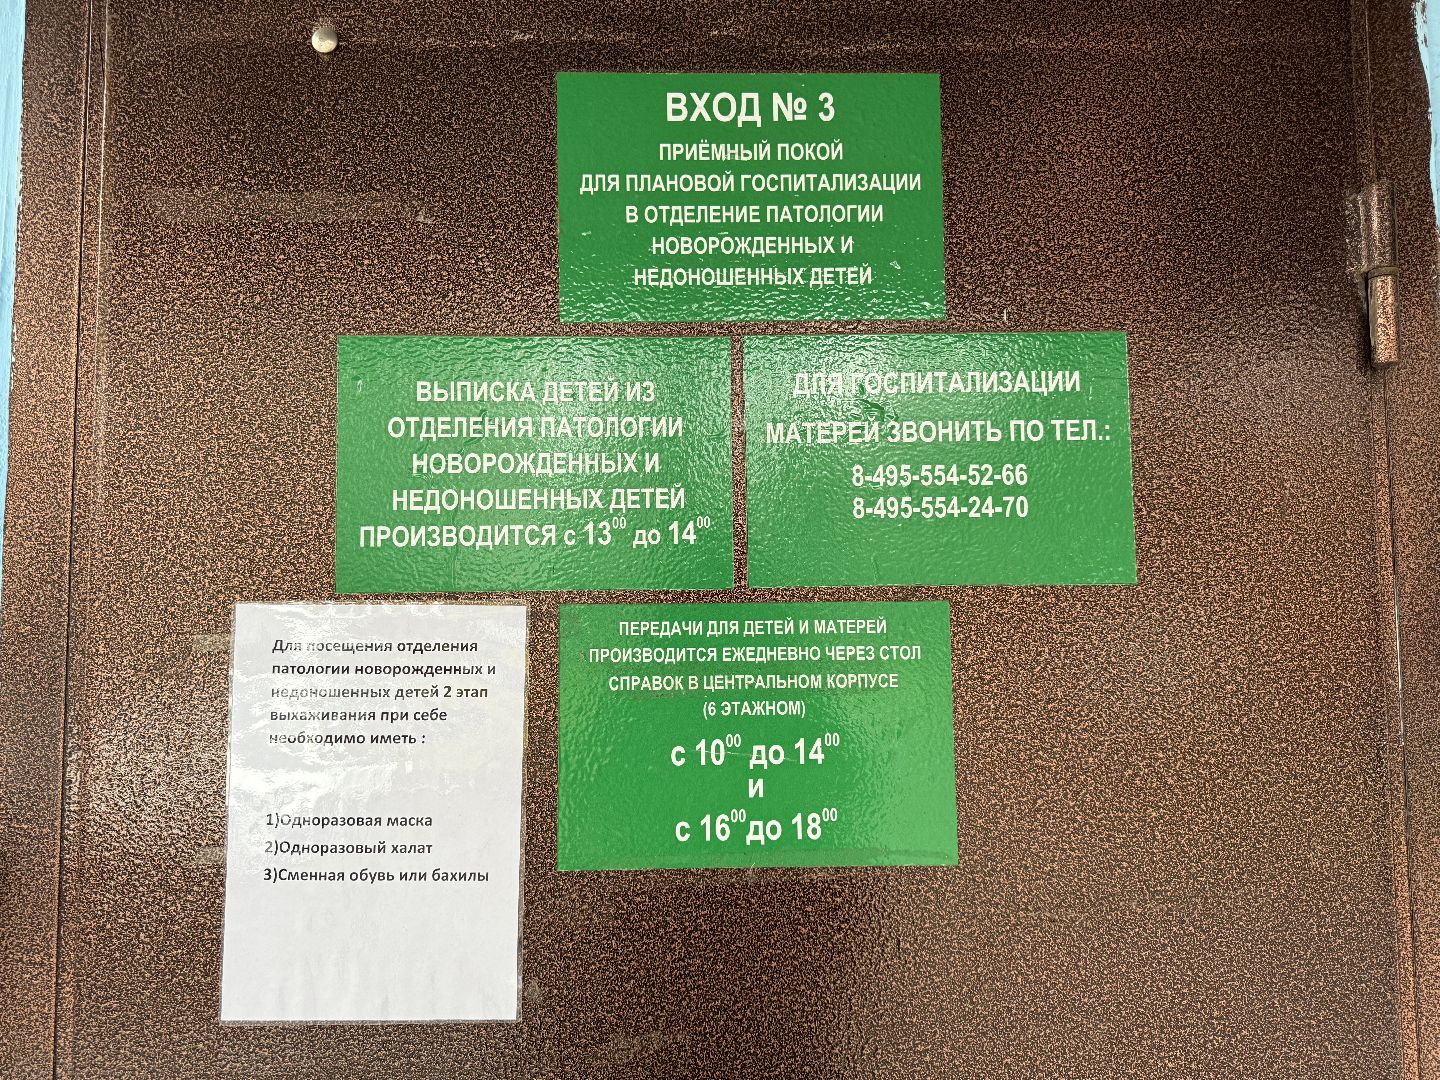 ВХОД № 3
ПРИЁМНЫЙ ПОКОЙ
ДЛЯ ПЛАНОВОЙ ГОСПИТАЛИЗАЦИИ
В ОТДЕЛЕНИЕ ПАТОЛОГИИ
НОВОРОЖДЕННЫХ И
НЕДОНОШЕННЫХ ДЕТЕЙ
ВЫПИСКА ДЕТЕЙ ИЗ
ОТДЕЛЕНИЯ ПАТОЛОГИИ
НОВОРОЖДЕННЫХ И
НЕДОНОШЕННЫХ ДЕТЕЙ
ПРОИЗВОДИТСЯ с 13⁰⁰ до 14⁰⁰
ДЛЯ ГОСПИТАЛИЗАЦИИ
МАТЕРЕЙ ЗВОНИТЬ ПО ТЕЛ.:
8-495-554-52-66
8-495-554-24-70
Для посещения отделения
патологии новорожденных и
недоношенных детей 2 этап
выхаживания при себе
необходимо иметь :
1)Одноразовая маска
2)Одноразовый халат
3)Сменная обувь или бахилы
ПЕРЕДАЧИ ДЛЯ ДЕТЕЙ И МАТЕРЕЙ
ПРОИЗВОДИТСЯ ЕЖЕДНЕВНО ЧЕРЕЗ СТОЛ
СПРАВОК В ЦЕНТРАЛЬНОМ КОРПУСЕ
(6 ЭТАЖНОМ)
с 10⁰⁰ до 14⁰⁰
и
с 16⁰⁰ до 18⁰⁰